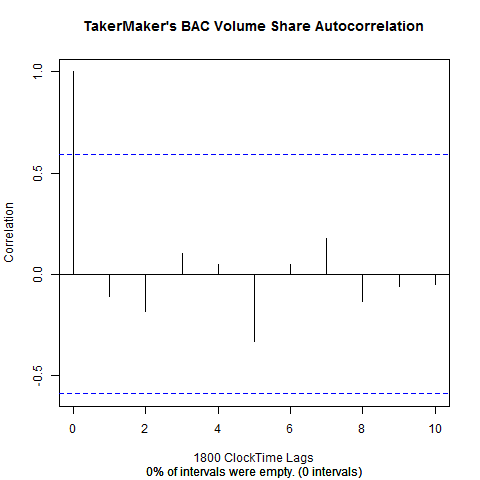 TakerMaker's BAC Volume Share Autocorrelation
Correlation
1.0
0.5
0.0
-0.5
0 2 4 6 8 10
1800 ClockTime Lags
0% of intervals were empty. (0 intervals)